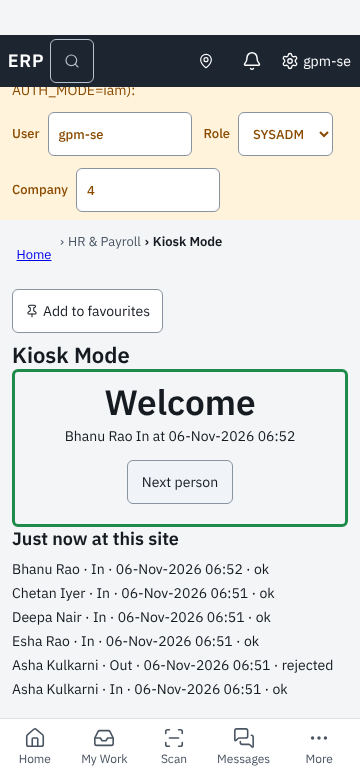 ERP gpm-se
AUTH_MODE=iam):
User gpm-se Role SYSADM
Company 4
› HR & Payroll › Kiosk Mode
Home
Add to favourites
Kiosk Mode
Welcome
Bhanu Rao In at 06-Nov-2026 06:52
Next person
Just now at this site
Bhanu Rao · In · 06-Nov-2026 06:52 · ok
Chetan Iyer · In · 06-Nov-2026 06:51 · ok
Deepa Nair · In · 06-Nov-2026 06:51 · ok
Esha Rao · In · 06-Nov-2026 06:51 · ok
Asha Kulkarni · Out · 06-Nov-2026 06:51 · rejected
Asha Kulkarni · In · 06-Nov-2026 06:51 · ok
Home My Work Scan Messages More